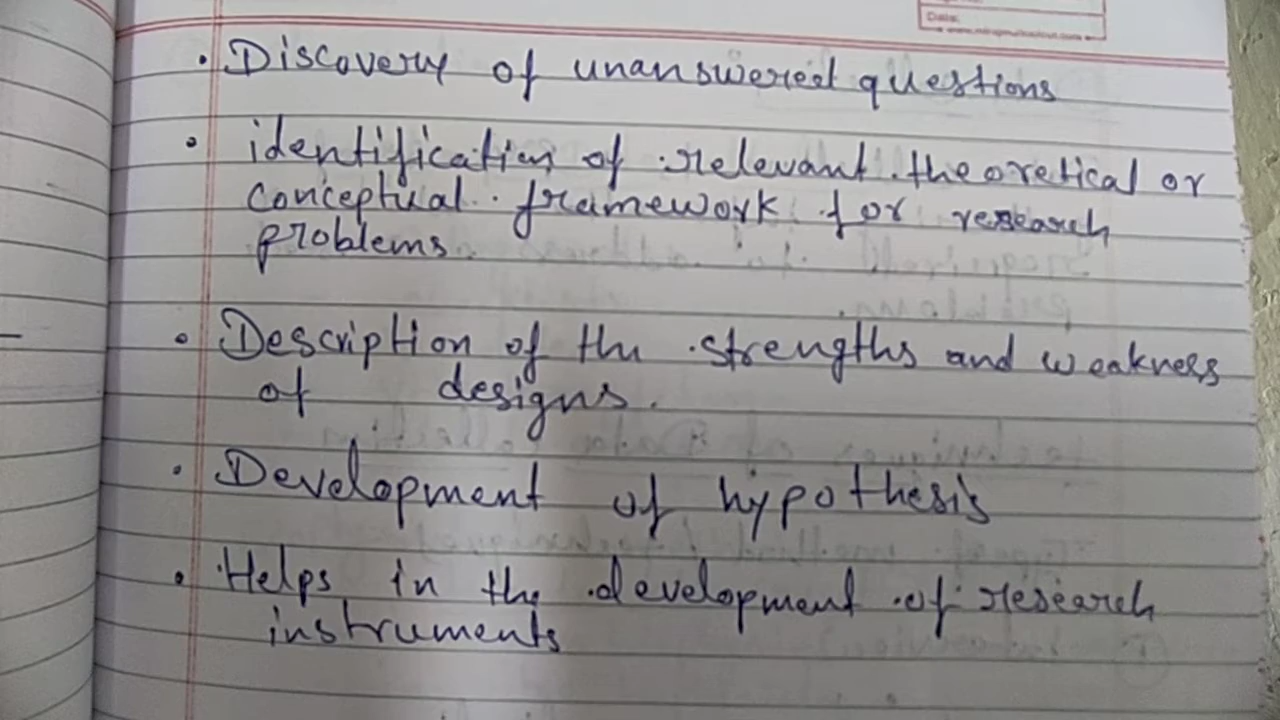 Date:
• Discovery of unanswered questions
• identification of relevant theoretical or
conceptual framework for research
problems.
• Description of the strengths and weakness
of designs.
• Development of hypothesis
• Helps in the development of research
instruments